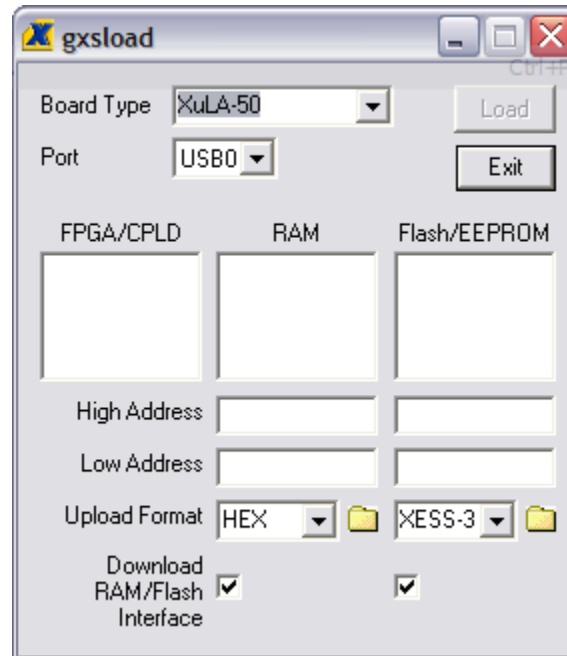 gxsload
Ctrl+F
Board Type XuLA-50 Load
Port USB0 Exit
FPGA/CPLD RAM Flash/EEPROM
High Address
Low Address
Upload Format HEX XESS-3
Download
RAM/Flash
Interface